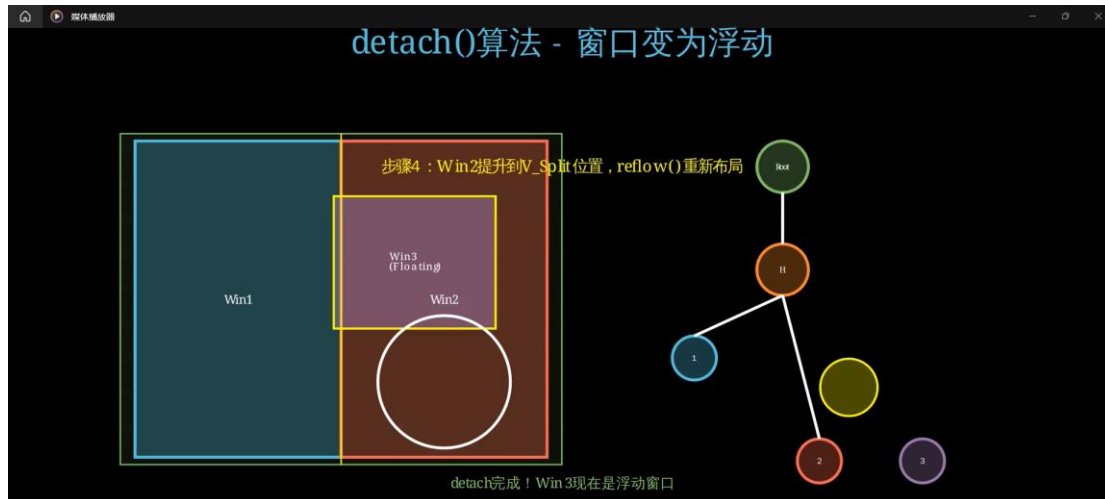 媒体播放器
detach()算法 - 窗口变为浮动
步骤4：Win2提升到V_Split位置，reflow()重新布局
Root
Win3
(Floating)
H
Win1
Win2
1
2
3
detach完成！Win3现在是浮动窗口